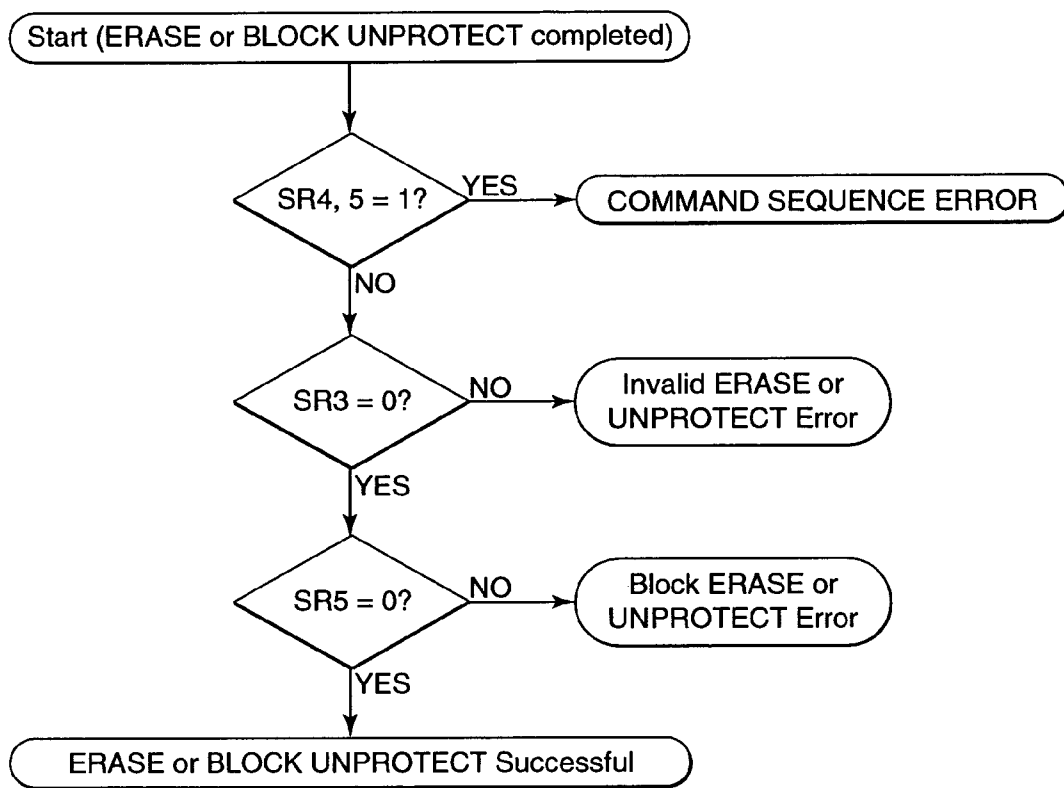 Start (ERASE or BLOCK UNPROTECT completed)
SR4, 5 = 1?
YES
COMMAND SEQUENCE ERROR
NO
SR3 = 0?
NO
Invalid ERASE or
UNPROTECT Error
YES
SR5 = 0?
NO
Block ERASE or
UNPROTECT Error
YES
ERASE or BLOCK UNPROTECT Successful